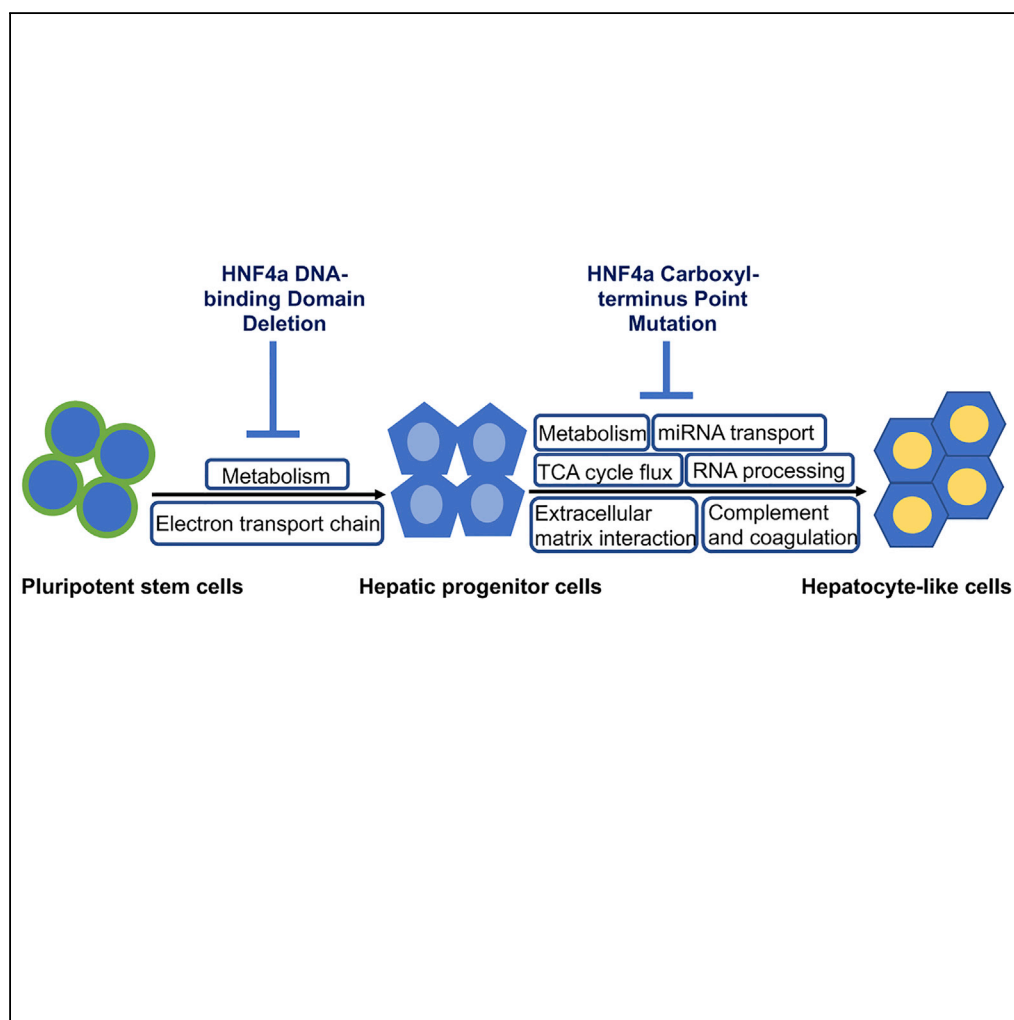 HNF4a DNA-
binding Domain
Deletion
HNF4a Carboxyl-
terminus Point
Mutation
Metabolism
Electron transport chain
Metabolism
miRNA transport
TCA cycle flux
RNA processing
Extracellular
matrix interaction
Complement
and coagulation
Pluripotent stem cells
Hepatic progenitor cells
Hepatocyte-like cells